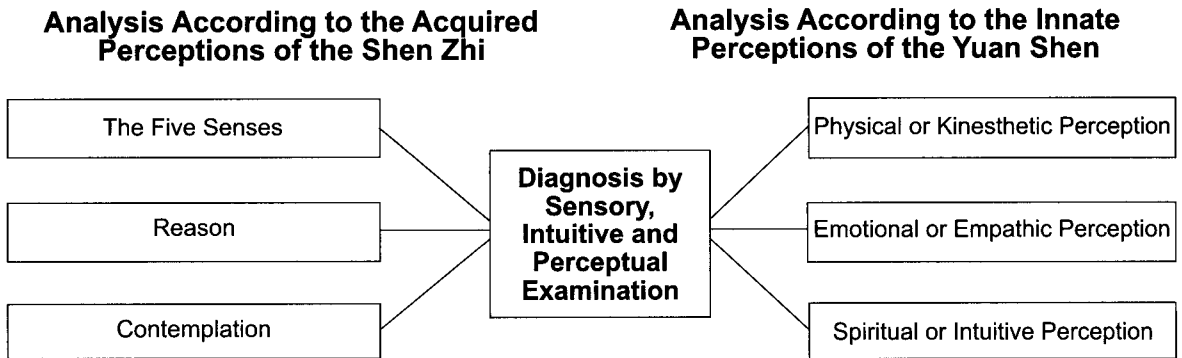 Analysis According to the Acquired
Perceptions of the Shen Zhi
Analysis According to the Innate
Perceptions of the Yuan Shen
The Five Senses
Reason
Contemplation
Diagnosis by
Sensory,
Intuitive and
Perceptual
Examination
Physical or Kinesthetic Perception
Emotional or Empathic Perception
Spiritual or Intuitive Perception